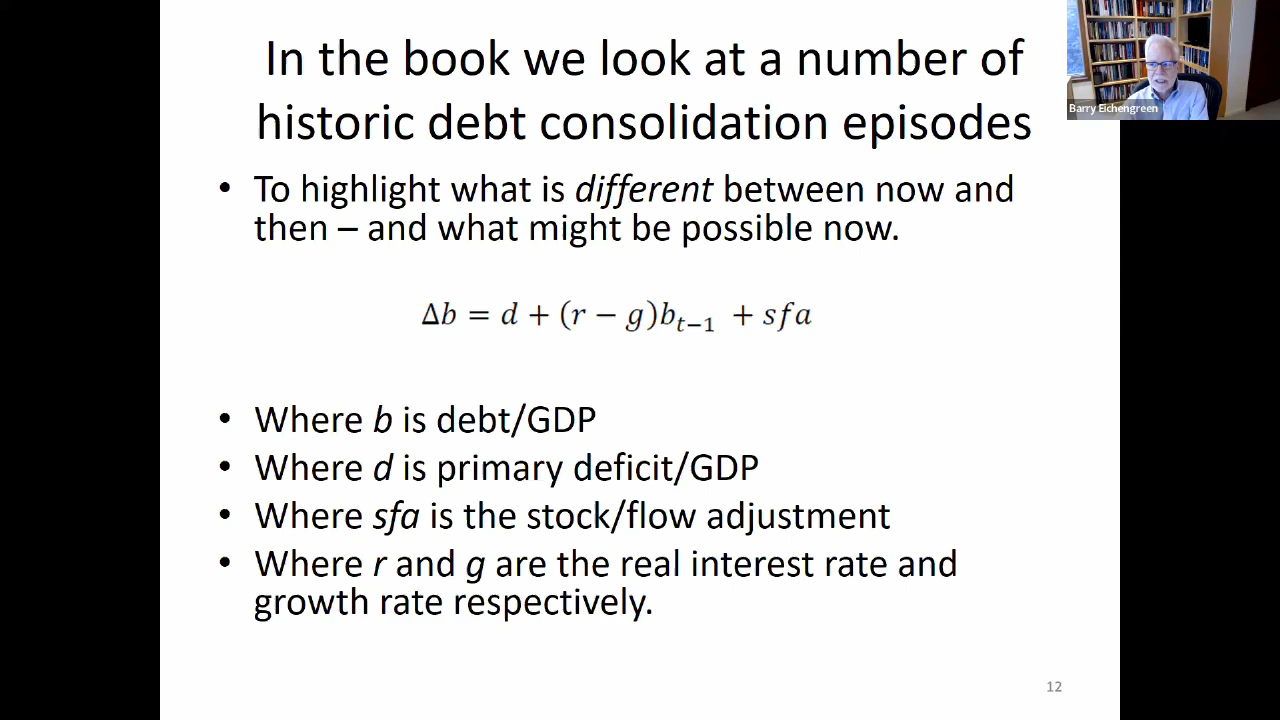 In the book we look at a number of
historic debt consolidation episodes
Barry Eichengreen
• To highlight what is different between now and
then – and what might be possible now.
Δb = d + (r − g)b_{t−1} + sfa
• Where b is debt/GDP
• Where d is primary deficit/GDP
• Where sfa is the stock/flow adjustment
• Where r and g are the real interest rate and
growth rate respectively.
12